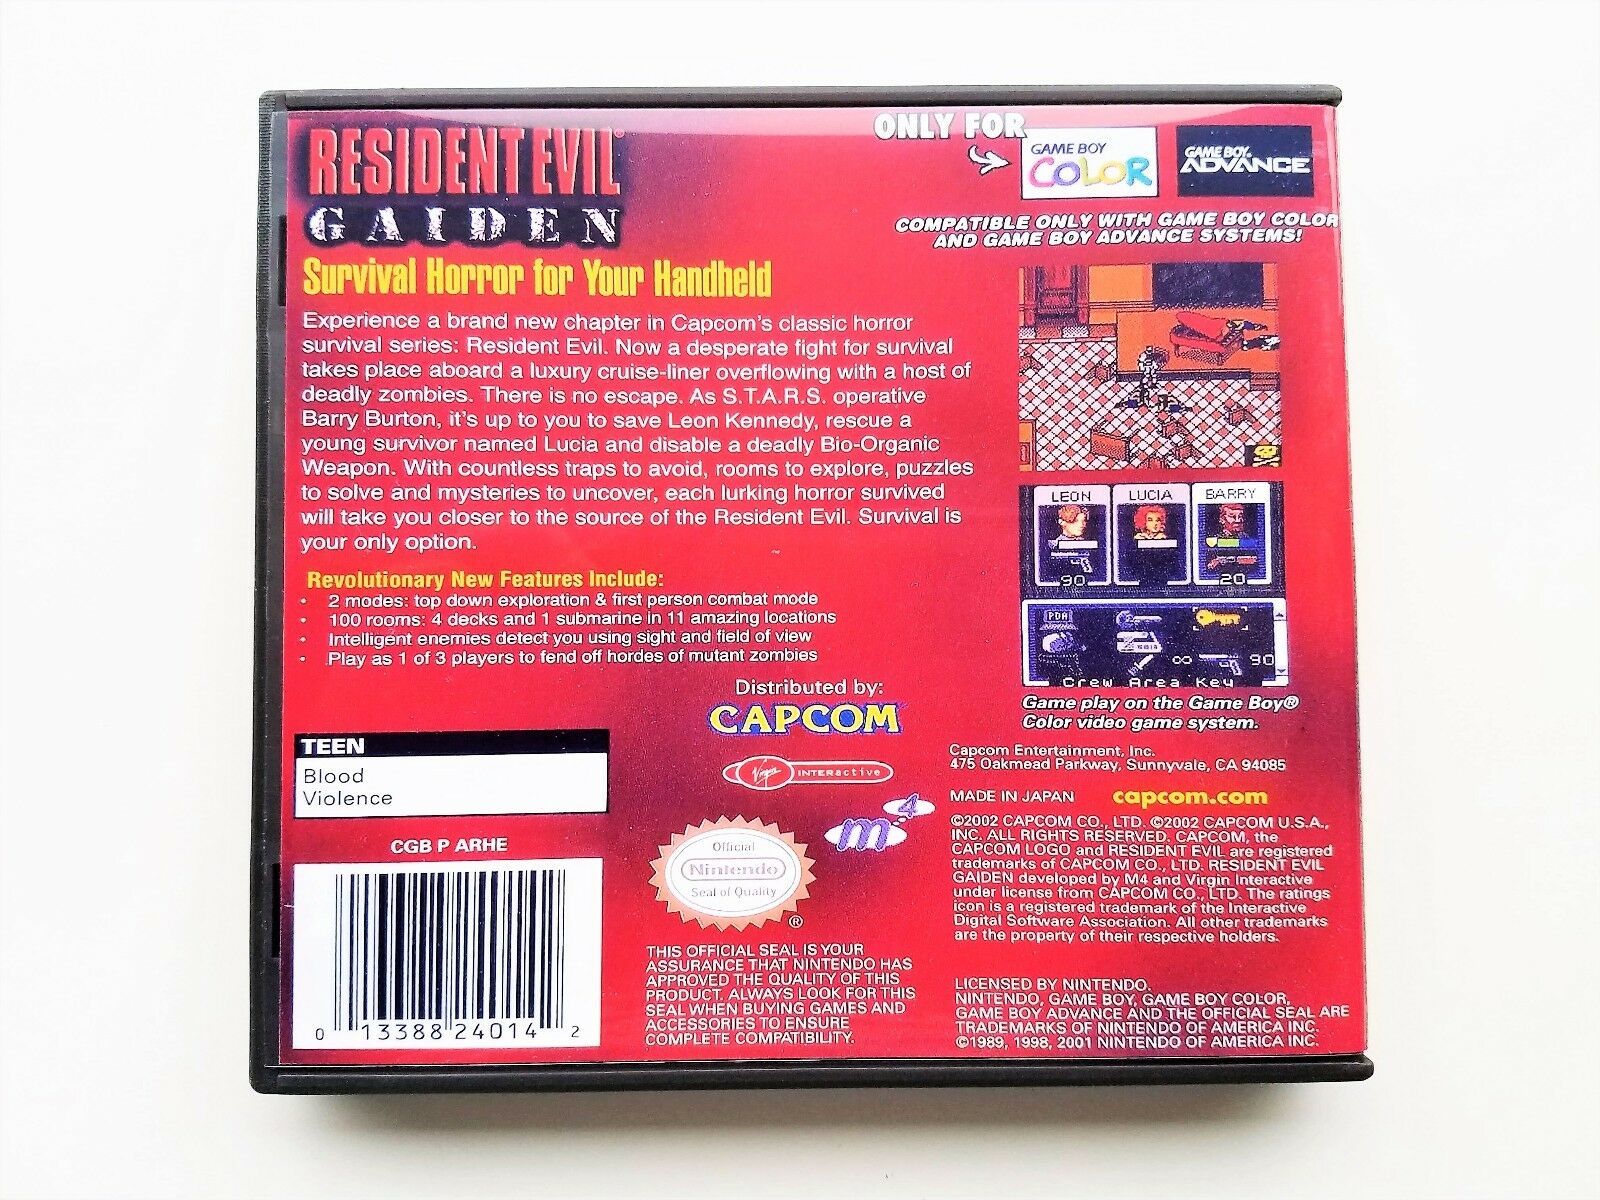 RESIDENT EVIL®
GAIDEN
Survival Horror for Your Handheld
Experience a brand new chapter in Capcom's classic horror
survival series: Resident Evil. Now a desperate fight for survival
takes place aboard a luxury cruise-liner overflowing with a host of
deadly zombies. There is no escape. As S.T.A.R.S. operative
Barry Burton, it's up to you to save Leon Kennedy, rescue a
young survivor named Lucia and disable a deadly Bio-Organic
Weapon. With countless traps to avoid, rooms to explore, puzzles
to solve and mysteries to uncover, each lurking horror survived
will take you closer to the source of the Resident Evil. Survival is
your only option.
Revolutionary New Features Include:
• 2 modes: top down exploration & first person combat mode
• 100 rooms: 4 decks and 1 submarine in 11 amazing locations
• Intelligent enemies detect you using sight and field of view
• Play as 1 of 3 players to fend off hordes of mutant zombies
ONLY FOR
GAME BOY
COLOR
GAME BOY
ADVANCE
COMPATIBLE ONLY WITH GAME BOY COLOR
AND GAME BOY ADVANCE SYSTEMS!
LEON LUCIA BARRY
90 20
PDA
∞ 90
Crew Area Key
Game play on the Game Boy®
Color video game system.
Distributed by:
CAPCOM
Virgin INTERactive
m4
TEEN
Blood
Violence
CGB P ARHE
0 13388 24014 2
Official
Nintendo
Seal of Quality
®
THIS OFFICIAL SEAL IS YOUR
ASSURANCE THAT NINTENDO HAS
APPROVED THE QUALITY OF THIS
PRODUCT. ALWAYS LOOK FOR THIS
SEAL WHEN BUYING GAMES AND
ACCESSORIES TO ENSURE
COMPLETE COMPATIBILITY.
Capcom Entertainment, Inc.
475 Oakmead Parkway, Sunnyvale, CA 94085
MADE IN JAPAN capcom.com
©2002 CAPCOM CO., LTD. ©2002 CAPCOM U.S.A.,
INC. ALL RIGHTS RESERVED. CAPCOM, the
CAPCOM LOGO and RESIDENT EVIL are registered
trademarks of CAPCOM CO., LTD. RESIDENT EVIL
GAIDEN developed by M4 and Virgin Interactive
under license from CAPCOM CO., LTD. The ratings
icon is a registered trademark of the Interactive
Digital Software Association. All other trademarks
are the property of their respective holders.
LICENSED BY NINTENDO.
NINTENDO, GAME BOY, GAME BOY COLOR,
GAME BOY ADVANCE AND THE OFFICIAL SEAL ARE
TRADEMARKS OF NINTENDO OF AMERICA INC.
©1989, 1998, 2001 NINTENDO OF AMERICA INC.